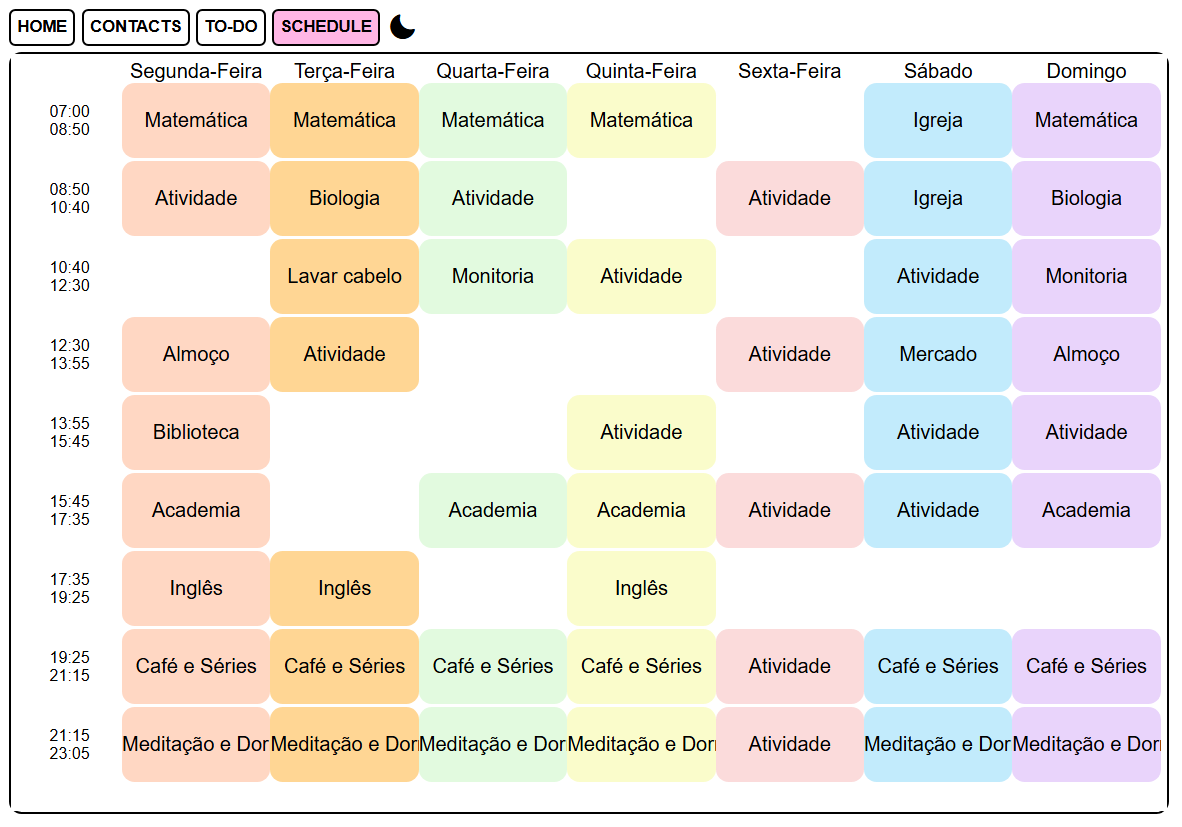 HOME CONTACTS TO-DO SCHEDULE
Segunda-Feira Terça-Feira Quarta-Feira Quinta-Feira Sexta-Feira Sábado Domingo
07:00
08:50
Matemática Matemática Matemática Matemática Igreja Matemática
08:50
10:40
Atividade Biologia Atividade Atividade Igreja Biologia
10:40
12:30
Lavar cabelo Monitoria Atividade Atividade Monitoria
12:30
13:55
Almoço Atividade Atividade Mercado Almoço
13:55
15:45
Biblioteca Atividade Atividade Atividade
15:45
17:35
Academia Academia Academia Atividade Atividade Academia
17:35
19:25
Inglês Inglês Inglês
19:25
21:15
Café e Séries Café e Séries Café e Séries Café e Séries Atividade Café e Séries Café e Séries
21:15
23:05
Meditação e Dor Meditação e Dor Meditação e Dor Meditação e Dor Atividade Meditação e Dor Meditação e Dor